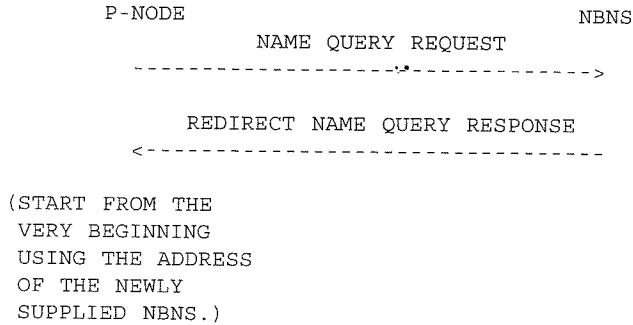 P-NODE NBNS
NAME QUERY REQUEST
---------------------------------->
REDIRECT NAME QUERY RESPONSE
<----------------------------------
(START FROM THE
VERY BEGINNING
USING THE ADDRESS
OF THE NEWLY
SUPPLIED NBNS.)